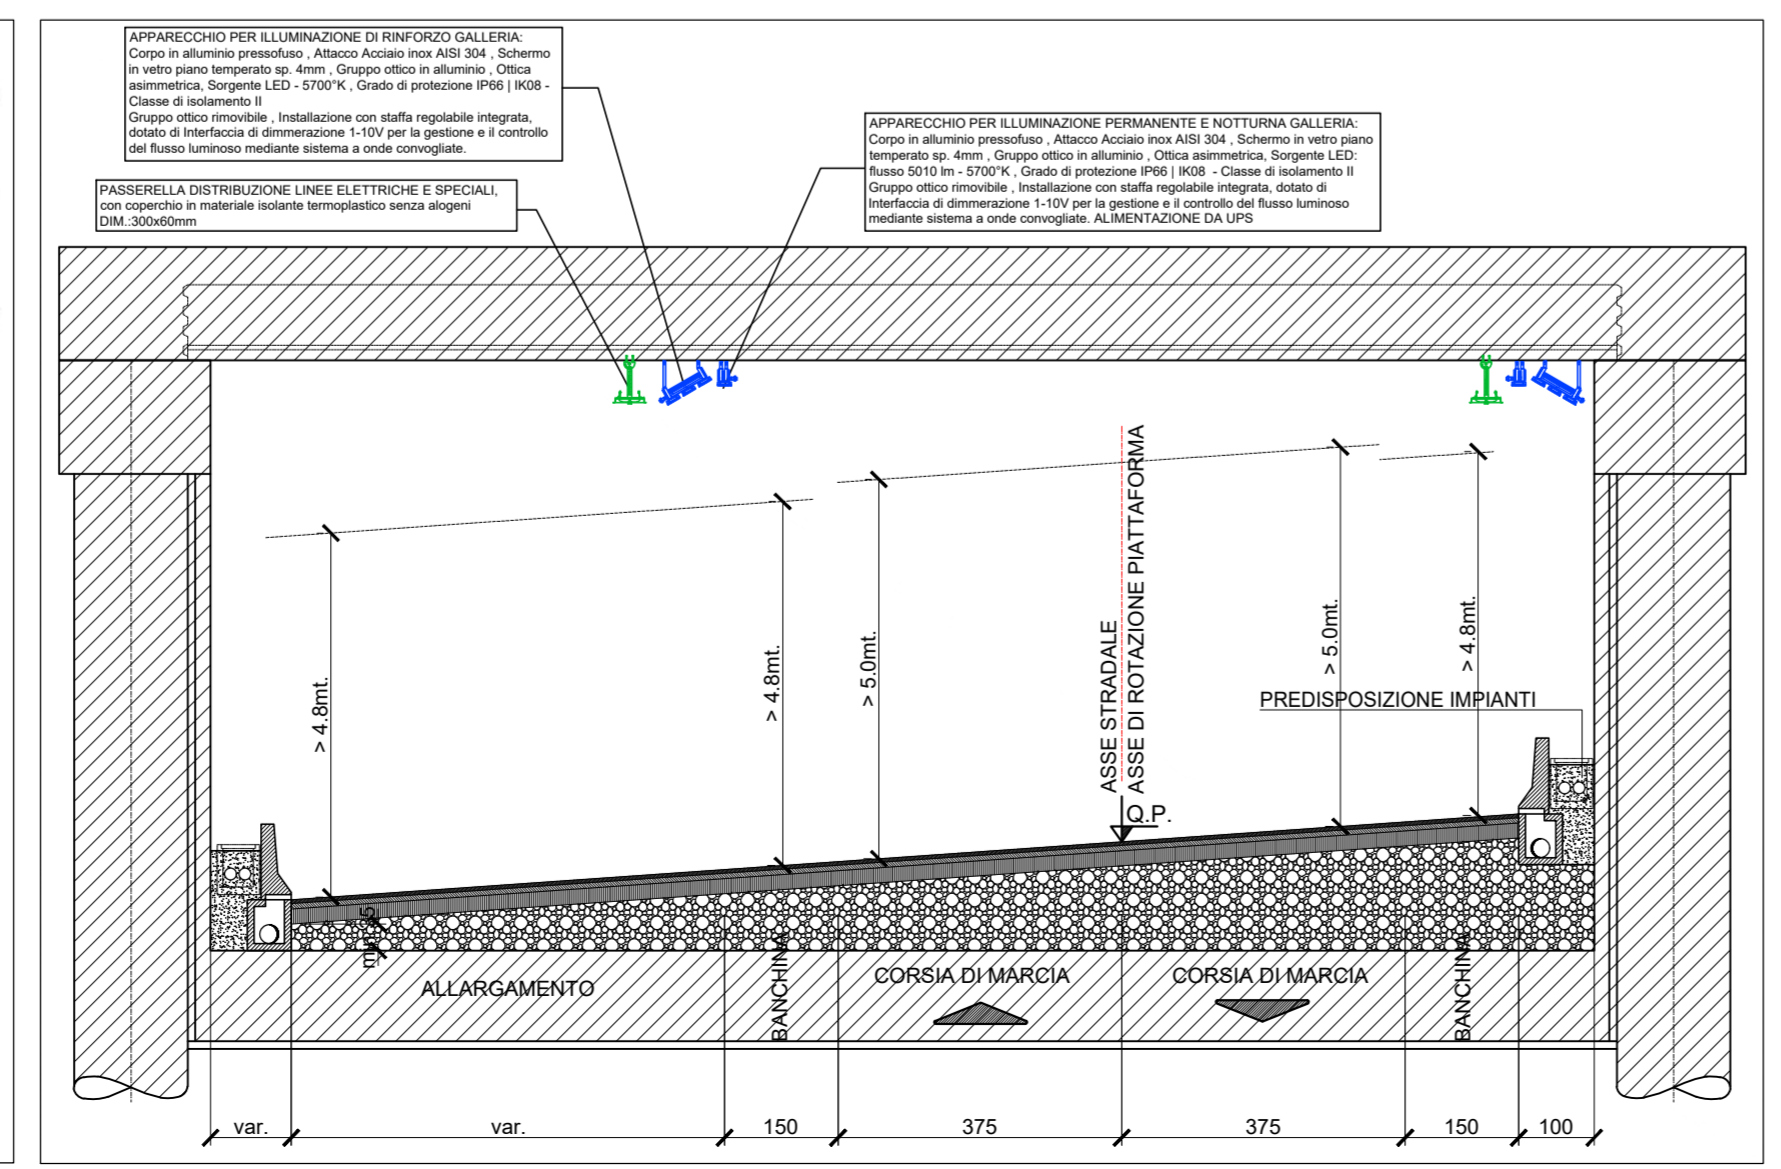 APPARECCHIO PER ILLUMINAZIONE DI RINFORZO GALLERIA:
Corpo in alluminio pressofuso , Attacco Acciaio inox AISI 304 , Schermo
in vetro piano temperato sp. 4mm , Gruppo ottico in alluminio , Ottica
asimmetrica, Sorgente LED - 5700°K , Grado di protezione IP66 | IK08 -
Classe di isolamento II
Gruppo ottico rimovibile , Installazione con staffa regolabile integrata,
dotato di Interfaccia di dimmerazione 1-10V per la gestione e il controllo
del flusso luminoso mediante sistema a onde convogliate.
APPARECCHIO PER ILLUMINAZIONE PERMANENTE E NOTTURNA GALLERIA:
Corpo in alluminio pressofuso , Attacco Acciaio inox AISI 304 , Schermo in vetro piano
temperato sp. 4mm , Gruppo ottico in alluminio , Ottica asimmetrica, Sorgente LED:
flusso 5010 lm - 5700°K , Grado di protezione IP66 | IK08 - Classe di isolamento II
Gruppo ottico rimovibile , Installazione con staffa regolabile integrata, dotato di
Interfaccia di dimmerazione 1-10V per la gestione e il controllo del flusso luminoso
mediante sistema a onde convogliate. ALIMENTAZIONE DA UPS
PASSERELLA DISTRIBUZIONE LINEE ELETTRICHE E SPECIALI,
con coperchio in materiale isolante termoplastico senza alogeni
DIM.:300x60mm
> 4.8mt.
> 4.8mt.
> 5.0mt.
ASSE STRADALE
ASSE DI ROTAZIONE PIATTAFORMA
> 5.0mt.
> 4.8mt.
PREDISPOSIZIONE IMPIANTI
Q.P.
ALLARGAMENTO
BANCHINA
CORSIA DI MARCIA
CORSIA DI MARCIA
BANCHINA
var.
var.
150
375
375
150
100